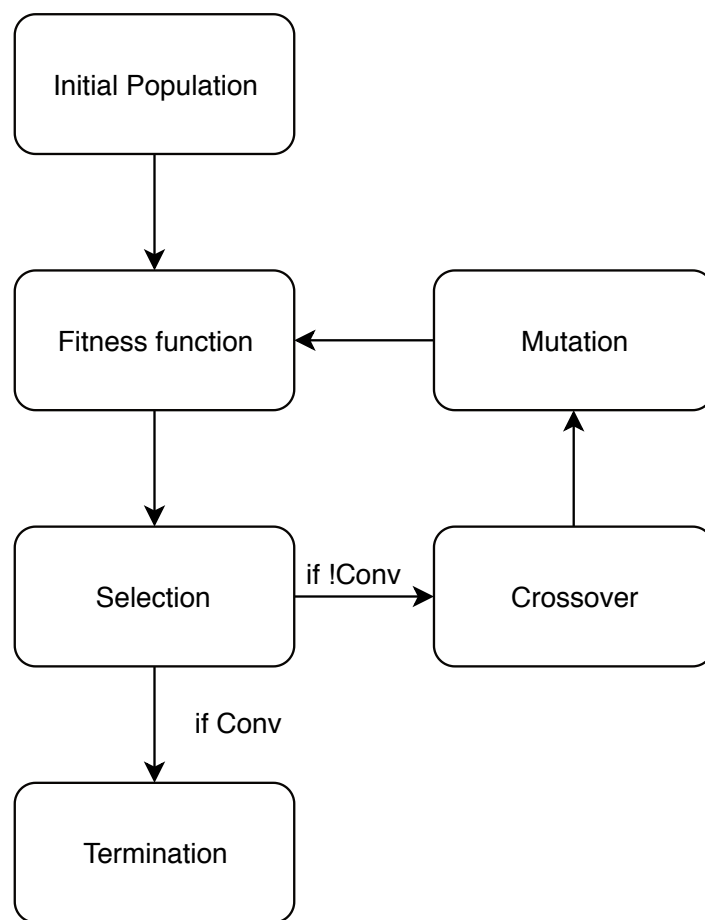 Initial Population
Fitness function
Mutation
Selection
if !Conv
Crossover
if Conv
Termination